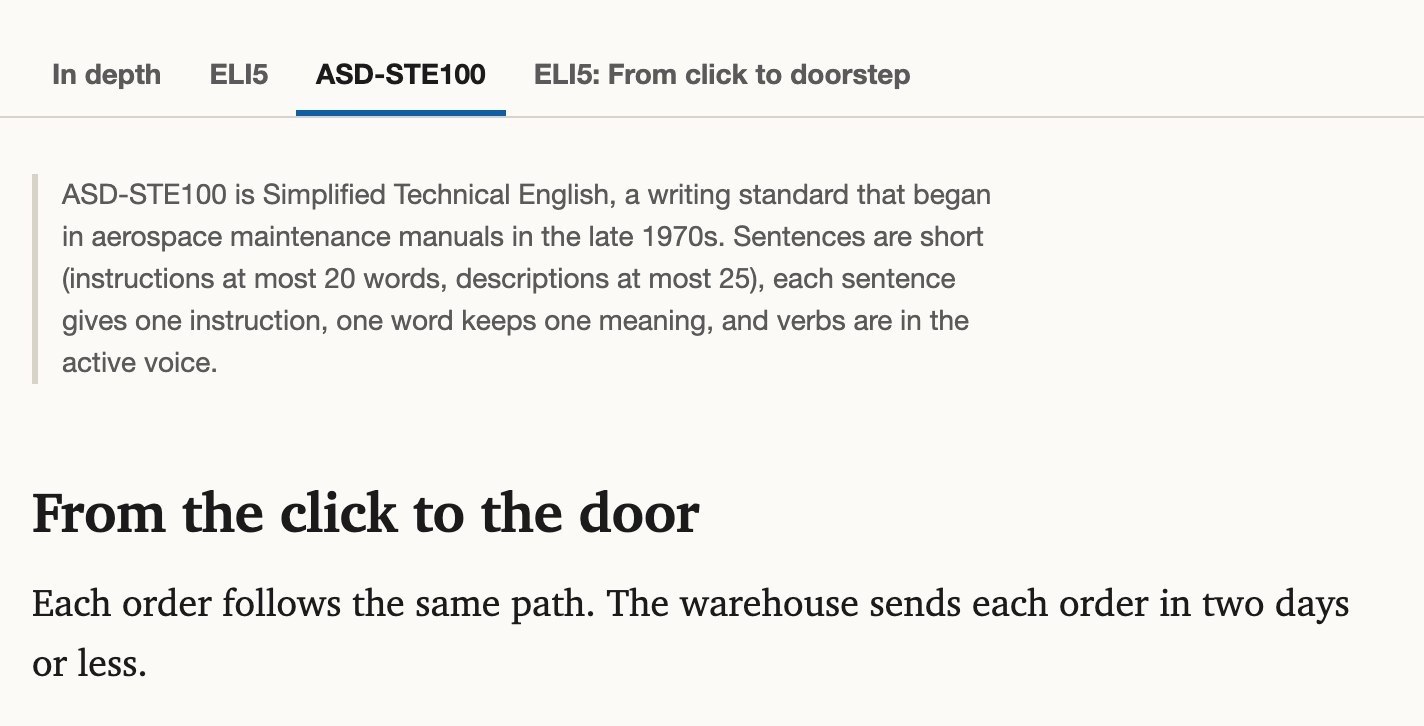 In depth ELI5 ASD-STE100 ELI5: From click to doorstep
ASD-STE100 is Simplified Technical English, a writing standard that began
in aerospace maintenance manuals in the late 1970s. Sentences are short
(instructions at most 20 words, descriptions at most 25), each sentence
gives one instruction, one word keeps one meaning, and verbs are in the
active voice.
From the click to the door
Each order follows the same path. The warehouse sends each order in two days
or less.